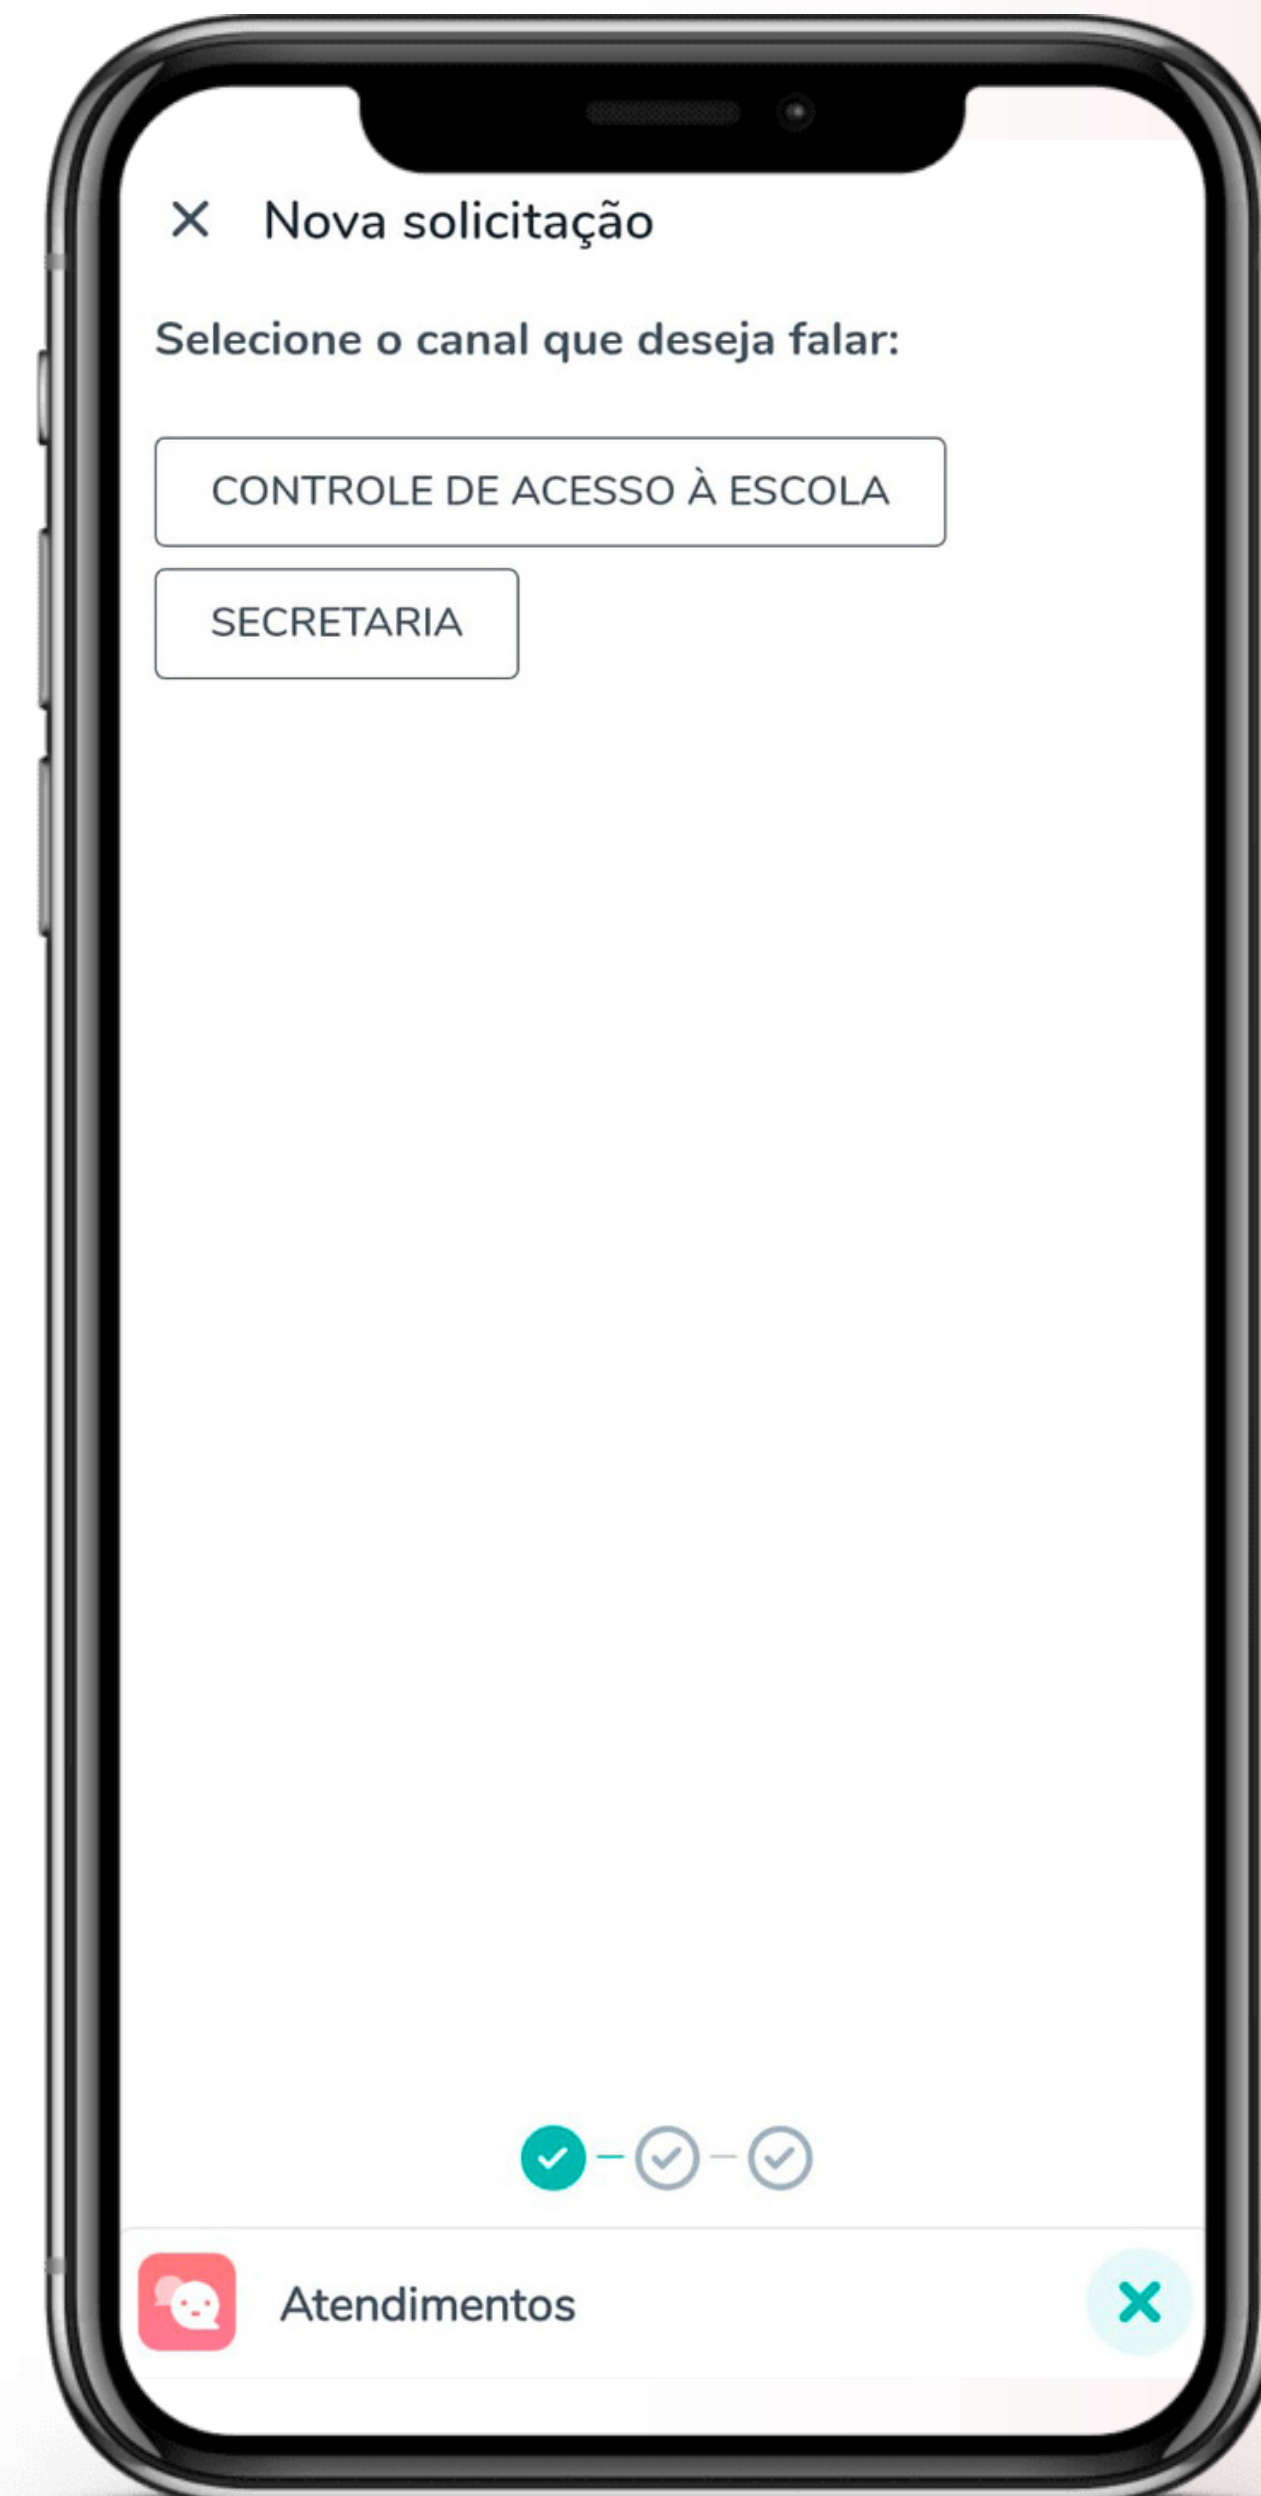 Nova solicitação
Selecione o canal que deseja falar:
CONTROLE DE ACESSO À ESCOLA
SECRETARIA
Atendimentos